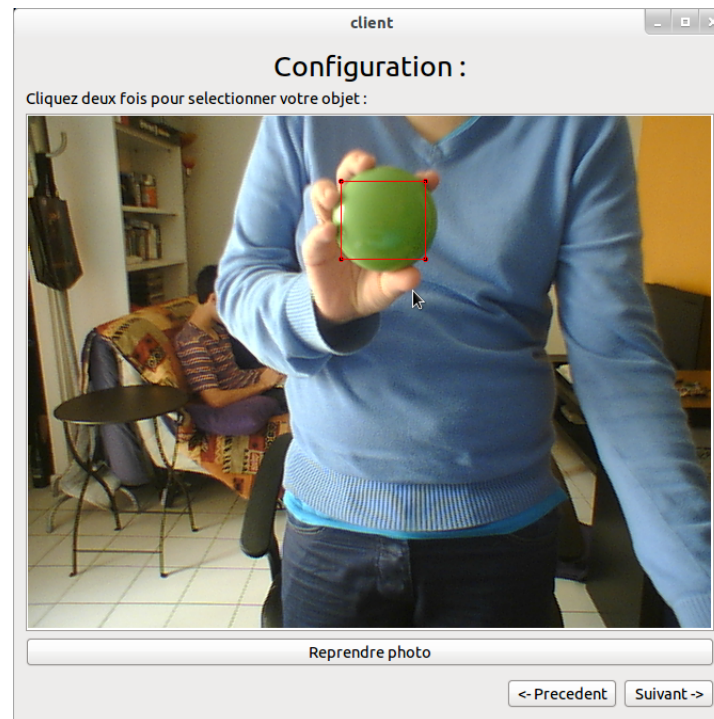 client
Configuration :
Cliquez deux fois pour selectionner votre objet :
Reprendre photo
<- Precedent
Suivant ->